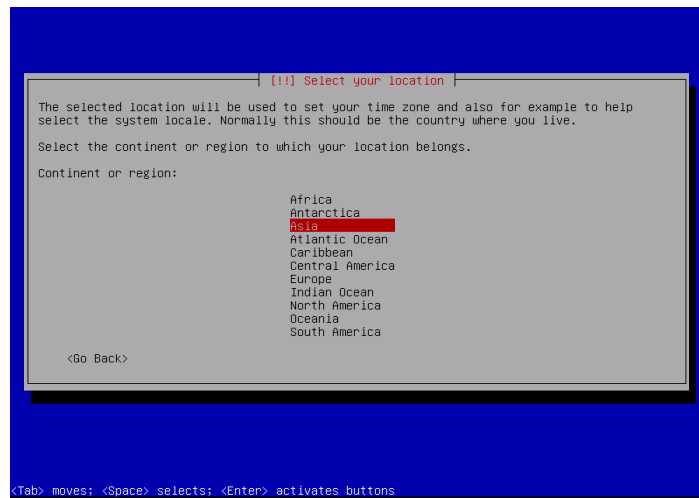 [!!] Select your location
The selected location will be used to set your time zone and also for example to help
select the system locale. Normally this should be the country where you live.
Select the continent or region to which your location belongs.
Continent or region:
Africa
Antarctica
Asia
Atlantic Ocean
Caribbean
Central America
Europe
Indian Ocean
North America
Oceania
South America
<Go Back>
<Tab> moves; <Space> selects; <Enter> activates buttons